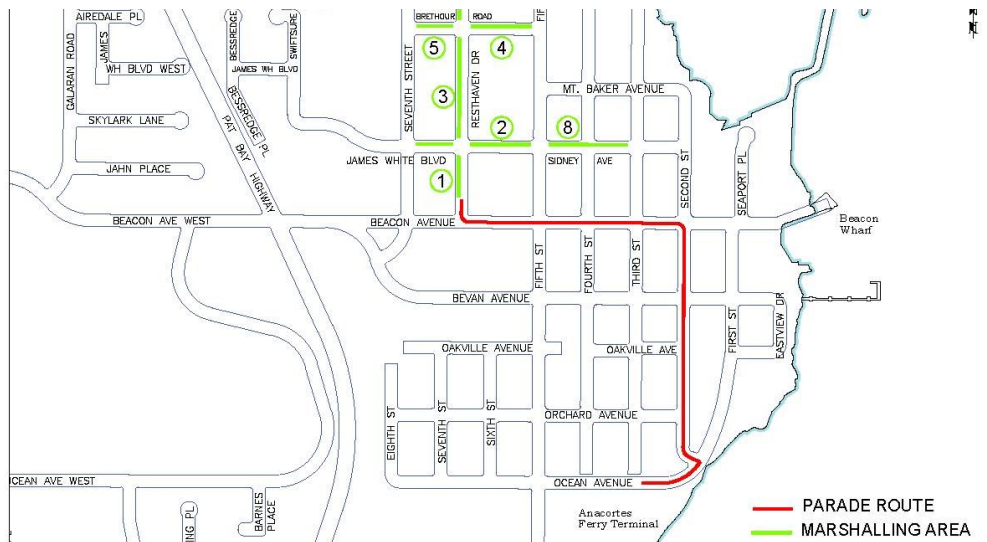 AIREDALE PL
JAMES
GALARAN ROAD
WH BLVD WEST
BESSREDGE
SWIFTSURE
JAMES WH BLVD
BESSREDGE PL
SKYLARK LANE
JAHN PLACE
PAT BAY HIGHWAY
BRETHOUR ROAD
5
4
SEVENTH STREET
3
RESTHAVEN DR
MT. BAKER AVENUE
2
8
JAMES WHITE BLVD
SIDNEY AVE
1
SECOND ST
SEAPORT PL
BEACON AVE WEST
BEACON AVENUE
Beacon
Wharf
FIFTH ST
FOURTH ST
THIRD ST
BEVAN AVENUE
FIRST ST
EASTVIEW DR
OAKVILLE AVENUE
OAKVILLE AVE
ORCHARD AVENUE
EIGHTH ST
SEVENTH ST
SIXTH ST
OCEAN AVENUE
CEAN AVE WEST
NG PL
BARNES
PLACE
Anacortes
Ferry Terminal
PARADE ROUTE
MARSHALLING AREA